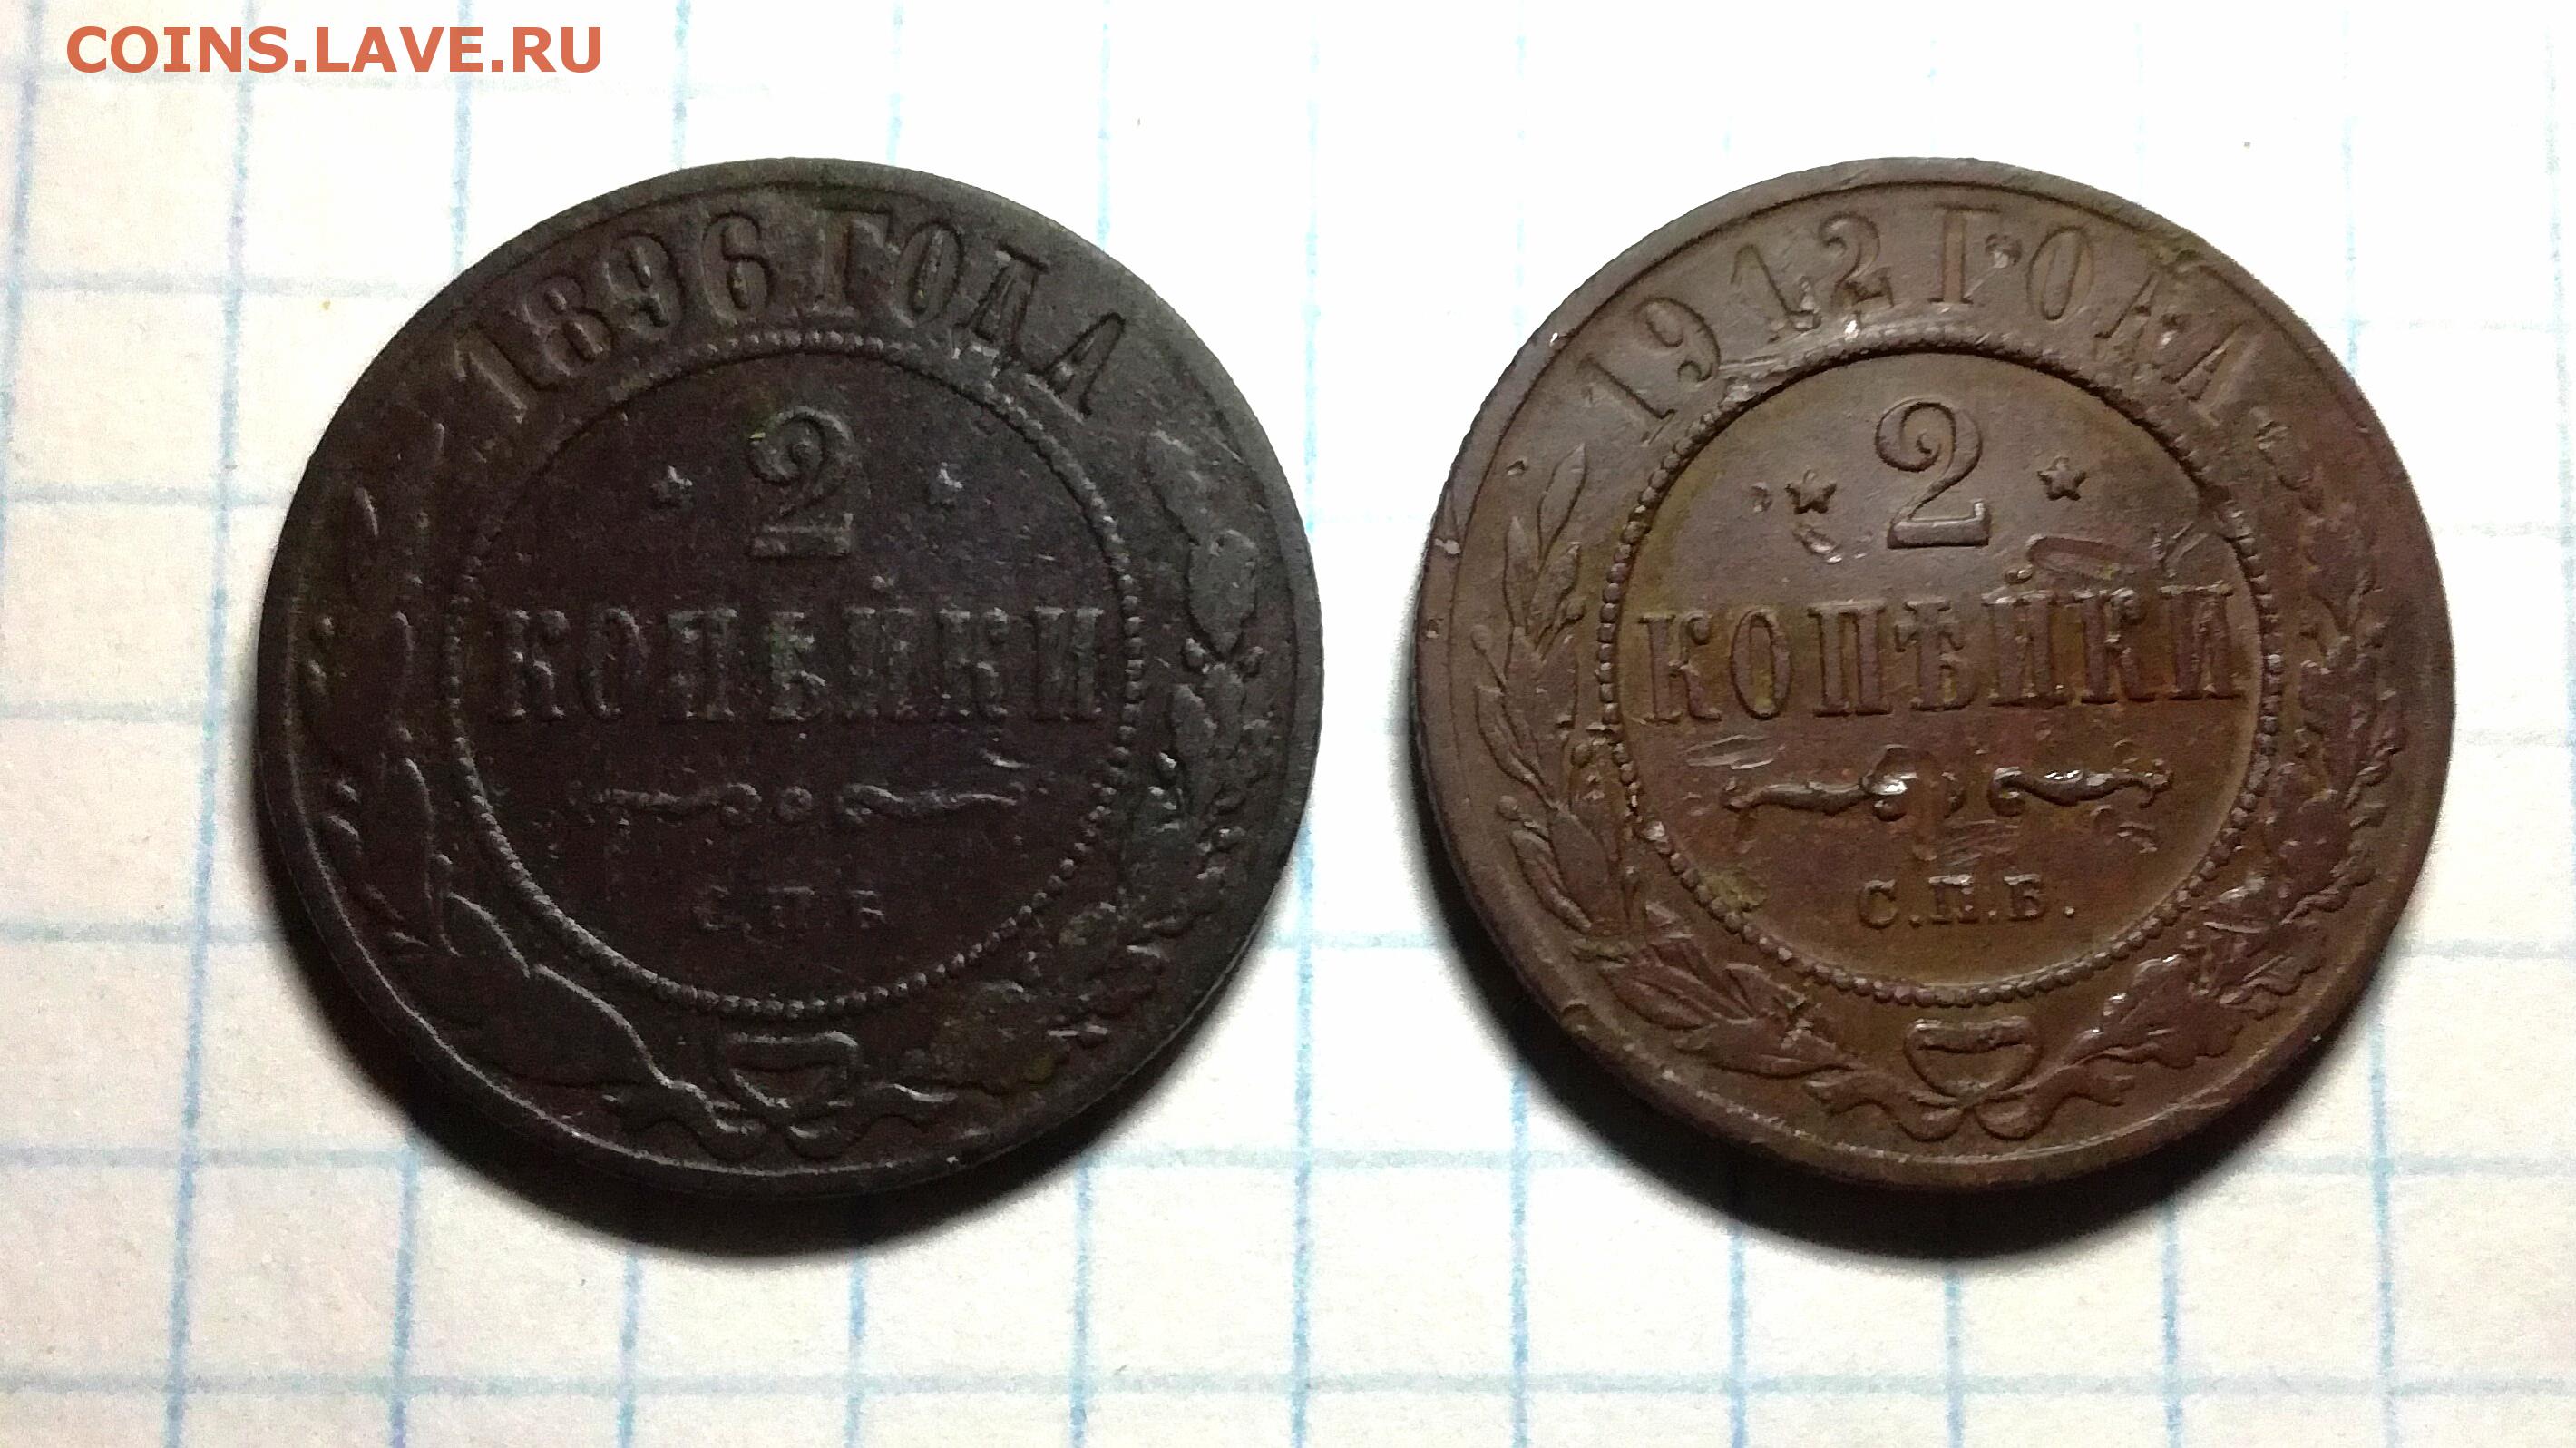 COINS.LAVE.RU
1896 ГОДА
2
КОПѢЙКИ
С.П.Б
1912 ГОДА
2
КОПѢЙКИ
С.П.Б.